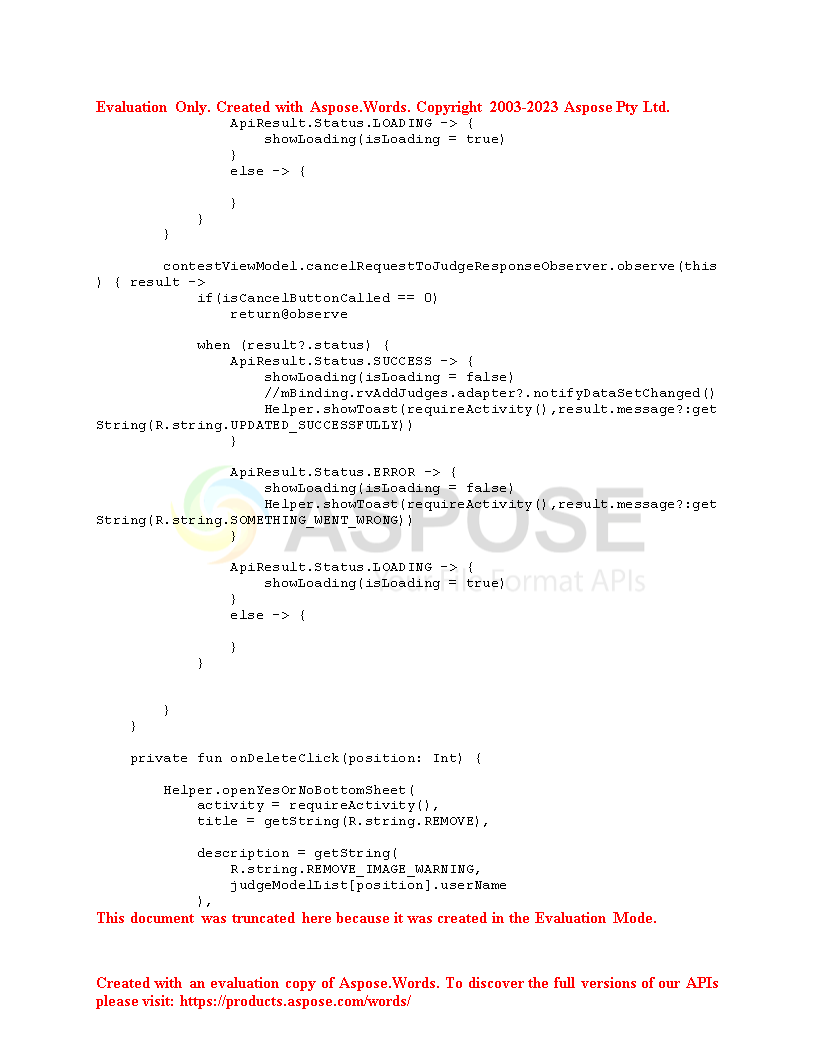 Evaluation Only. Created with Aspose.Words. Copyright 2003-2023 Aspose Pty Ltd.
                ApiResult.Status.LOADING -> {
                    showLoading(isLoading = true)
                }
                else -> {

                }
            }
        }

        contestViewModel.cancelRequestToJudgeResponseObserver.observe(this
) { result ->
            if(isCancelButtonCalled == 0)
                return@observe

            when (result?.status) {
                ApiResult.Status.SUCCESS -> {
                    showLoading(isLoading = false)
                    //mBinding.rvAddJudges.adapter?.notifyDataSetChanged()
                    Helper.showToast(requireActivity(),result.message?:get
String(R.string.UPDATED_SUCCESSFULLY))
                }

                ApiResult.Status.ERROR -> {
                    showLoading(isLoading = false)
                    Helper.showToast(requireActivity(),result.message?:get
String(R.string.SOMETHING_WENT_WRONG))
                }

                ApiResult.Status.LOADING -> {
                    showLoading(isLoading = true)
                }
                else -> {

                }
            }


        }
    }

    private fun onDeleteClick(position: Int) {

        Helper.openYesOrNoBottomSheet(
            activity = requireActivity(),
            title = getString(R.string.REMOVE),

            description = getString(
                R.string.REMOVE_IMAGE_WARNING,
                judgeModelList[position].userName
            ),
This document was truncated here because it was created in the Evaluation Mode.
Created with an evaluation copy of Aspose.Words. To discover the full versions of our APIs
please visit: https://products.aspose.com/words/
ASPOSE
Your File Format APIs